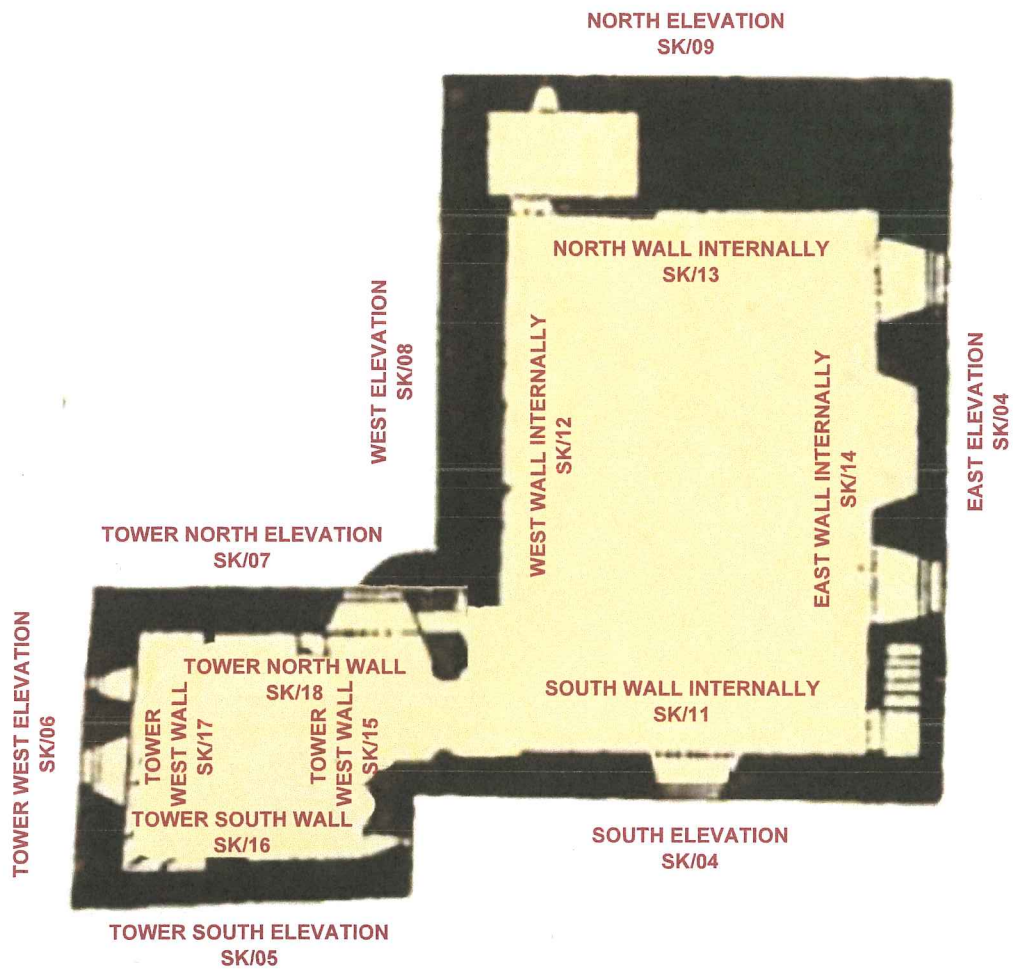 NORTH ELEVATION
SK/09
NORTH WALL INTERNALLY
SK/13
WEST ELEVATION
SK/08
WEST WALL INTERNALLY
SK/12
EAST WALL INTERNALLY
SK/14
EAST ELEVATION
SK/04
TOWER NORTH ELEVATION
SK/07
TOWER NORTH WALL
SK/18
SOUTH WALL INTERNALLY
SK/11
TOWER WEST ELEVATION
SK/06
TOWER
WEST WALL
SK/17
TOWER
WEST WALL
SK/15
TOWER SOUTH WALL
SK/16
SOUTH ELEVATION
SK/04
TOWER SOUTH ELEVATION
SK/05